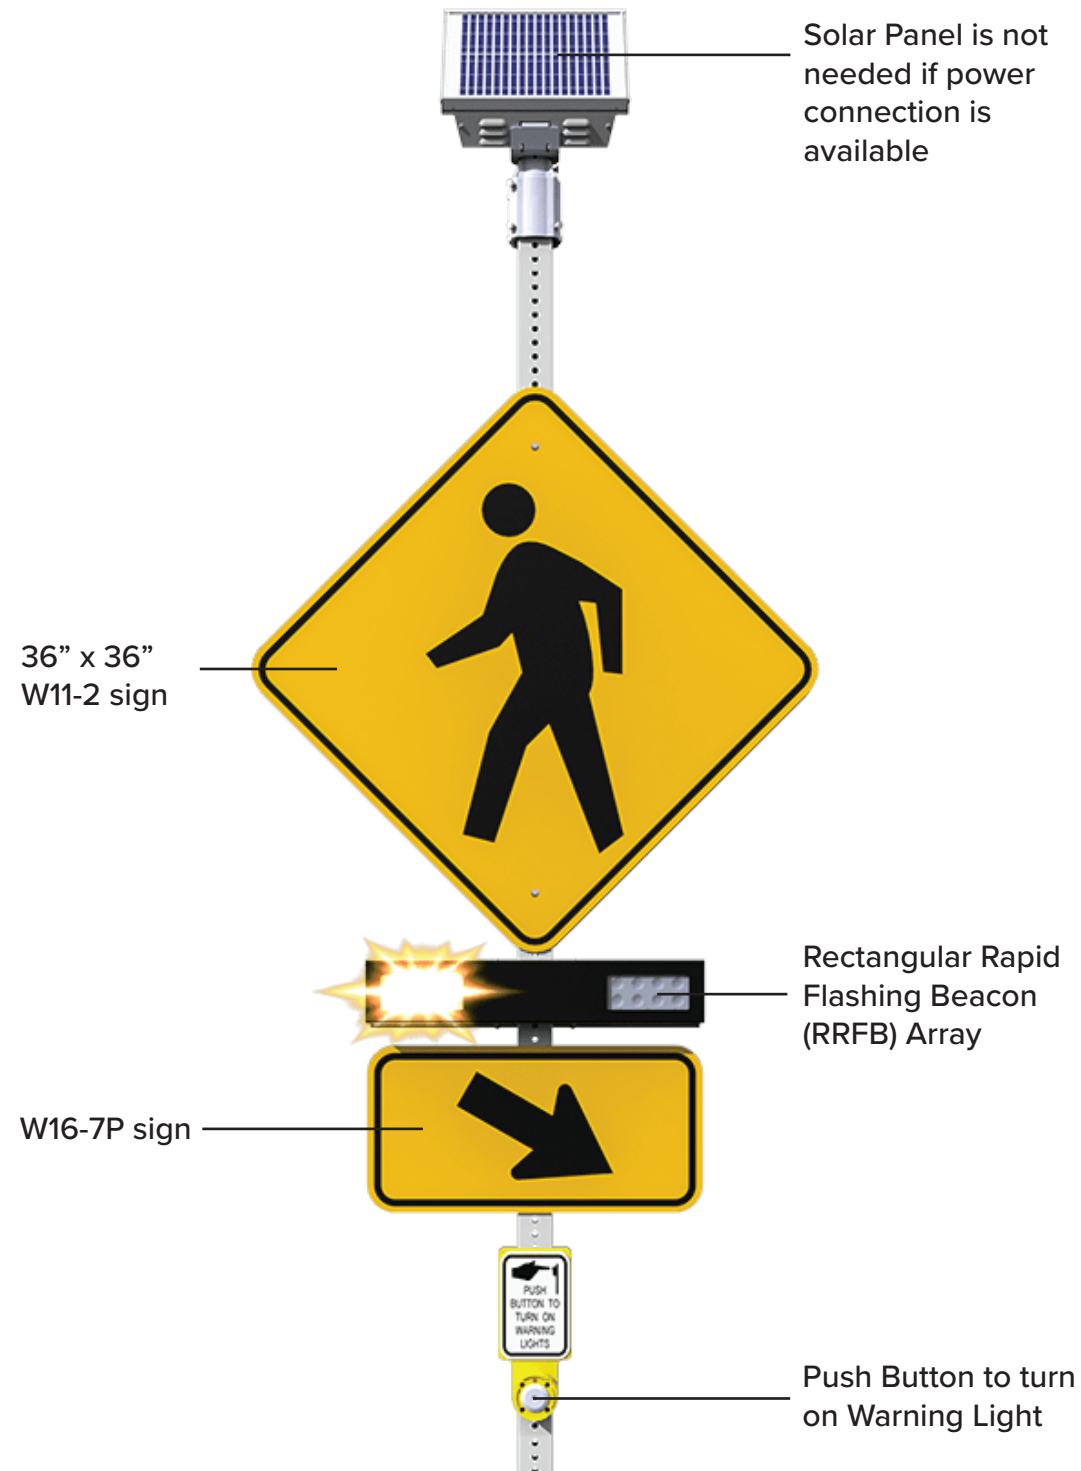 Solar Panel is not
needed if power
connection is
available
36” x 36”
W11-2 sign
Rectangular Rapid
Flashing Beacon
(RRFB) Array
W16-7P sign
PUSH
BUTTON TO
TURN ON
WARNING
LIGHTS
Push Button to turn
on Warning Light